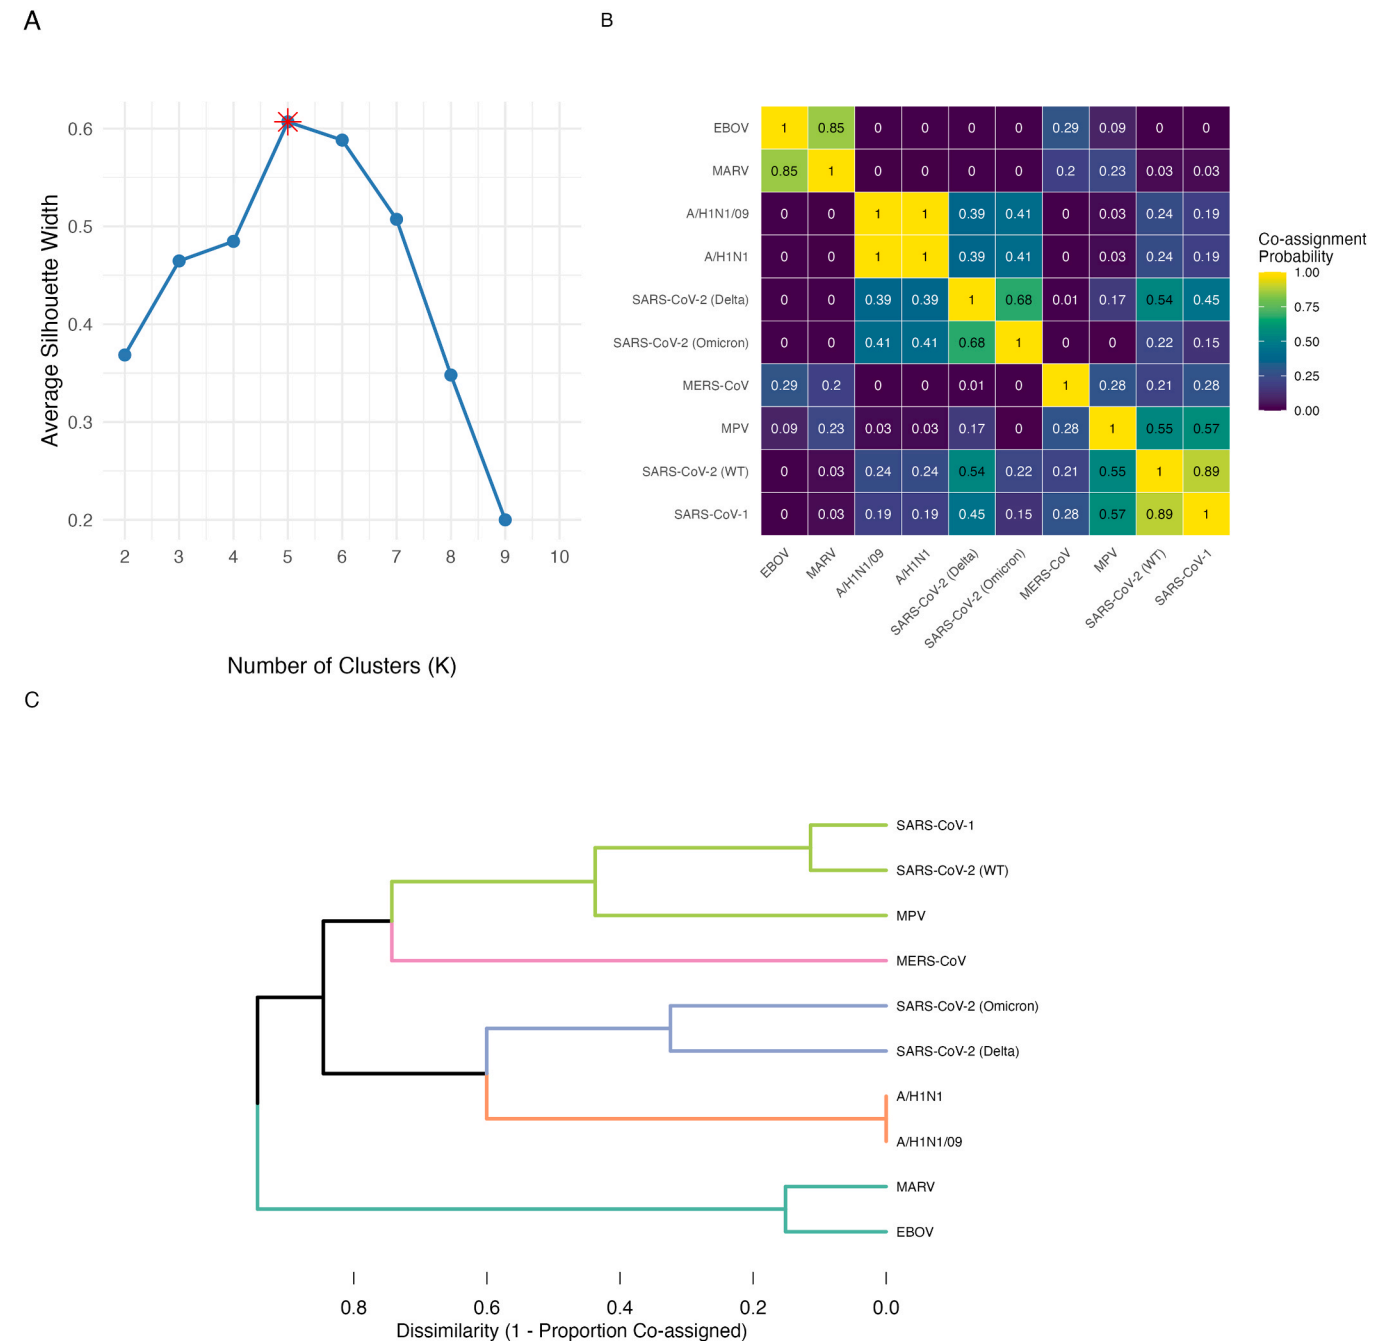 A
0.6
0.5
0.4
0.3
0.2
Average Silhouette Width
2 3 4 5 6 7 8 9 10
Number of Clusters (K)
B
EBOV 1 0.85 0 0 0 0 0.29 0.09 0 0
MARV 0.85 1 0 0 0 0 0.2 0.23 0.03 0.03
A/H1N1/09 0 0 1 1 0.39 0.41 0 0.03 0.24 0.19
A/H1N1 0 0 1 1 0.39 0.41 0 0.03 0.24 0.19
SARS-CoV-2 (Delta) 0 0 0.39 0.39 1 0.68 0.01 0.17 0.54 0.45
SARS-CoV-2 (Omicron) 0 0 0.41 0.41 0.68 1 0 0 0.22 0.15
MERS-CoV 0.29 0.2 0 0 0.01 0 1 0.28 0.21 0.28
MPV 0.09 0.23 0.03 0.03 0.17 0 0.28 1 0.55 0.57
SARS-CoV-2 (WT) 0 0.03 0.24 0.24 0.54 0.22 0.21 0.55 1 0.89
SARS-CoV-1 0 0.03 0.19 0.19 0.45 0.15 0.28 0.57 0.89 1
EBOV MARV A/H1N1/09 A/H1N1 SARS-CoV-2 (Delta) SARS-CoV-2 (Omicron) MERS-CoV MPV SARS-CoV-2 (WT) SARS-CoV-1
Co-assignment
Probability
1.00
0.75
0.50
0.25
0.00
C
SARS-CoV-1
SARS-CoV-2 (WT)
MPV
MERS-CoV
SARS-CoV-2 (Omicron)
SARS-CoV-2 (Delta)
A/H1N1
A/H1N1/09
MARV
EBOV
0.8 0.6 0.4 0.2 0.0
Dissimilarity (1 - Proportion Co-assigned)